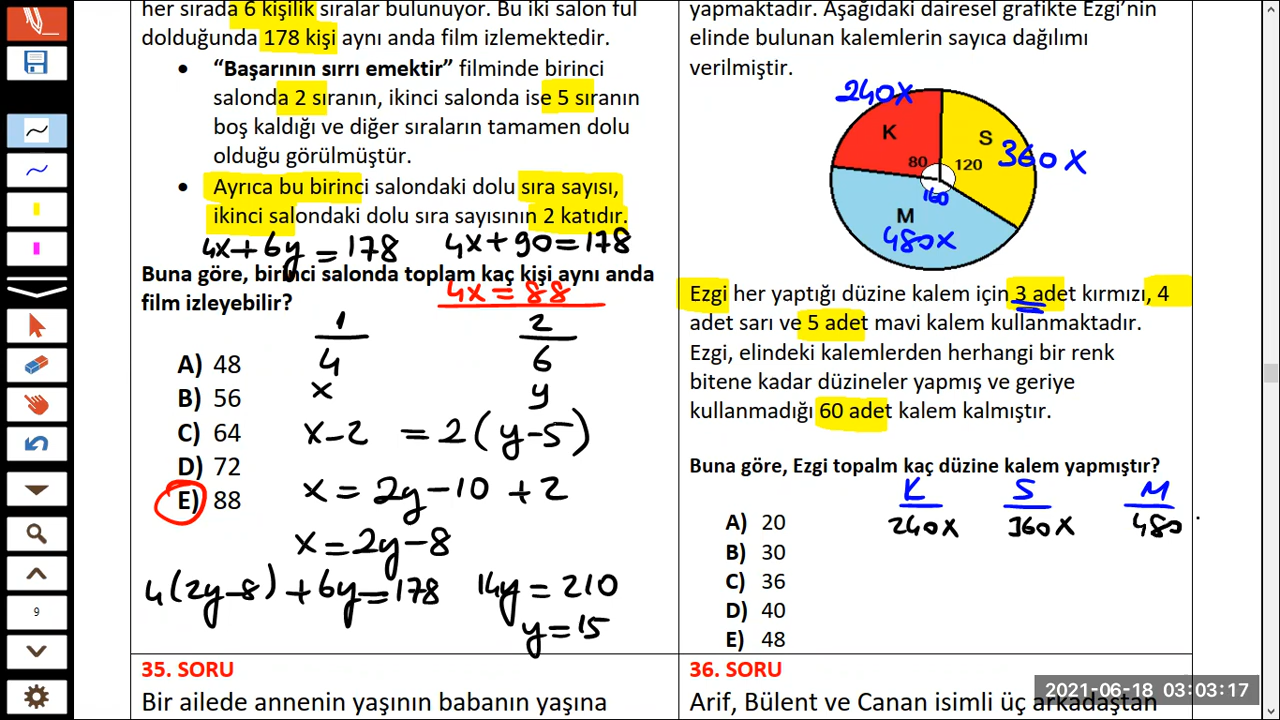 her sırada 6 kişilik sıralar bulunuyor. Bu iki salon ful
dolduğunda 178 kişi aynı anda film izlemektedir.
• “Başarının sırrı emektir” filminde birinci
salonda 2 sıranın, ikinci salonda ise 5 sıranın
boş kaldığı ve diğer sıraların tamamen dolu
olduğu görülmüştür.
• Ayrıca bu birinci salondaki dolu sıra sayısı,
ikinci salondaki dolu sıra sayısının 2 katıdır.
4x+6y=178
4x+90=178
Buna göre, birinci salonda toplam kaç kişi aynı anda
film izleyebilir?
4x=88
1 2
A) 48
4 6
B) 56
x y
C) 64
x-2 =2(y-5)
D) 72
E) 88
x=2y-10+2
x=2y-8
4(2y-8)+6y=178
14y=210
y=15
35. SORU
Bir ailede annenin yaşının babanın yaşına
yapmaktadır. Aşağıdaki dairesel grafikte Ezgi’nin
elinde bulunan kalemlerin sayıca dağılımı
verilmiştir.
240x
K
S
360x
80
120
160
M
480x
Ezgi her yaptığı düzine kalem için 3 adet kırmızı, 4
adet sarı ve 5 adet mavi kalem kullanmaktadır.
Ezgi, elindeki kalemlerden herhangi bir renk
bitene kadar düzineler yapmış ve geriye
kullanmadığı 60 adet kalem kalmıştır.
Buna göre, Ezgi topalm kaç düzine kalem yapmıştır?
K S M
240x 360x 480
A) 20
B) 30
C) 36
D) 40
E) 48
36. SORU
Arif, Bülent ve Canan isimli üç arkadaştan
9
2021-06-18 03:03:17